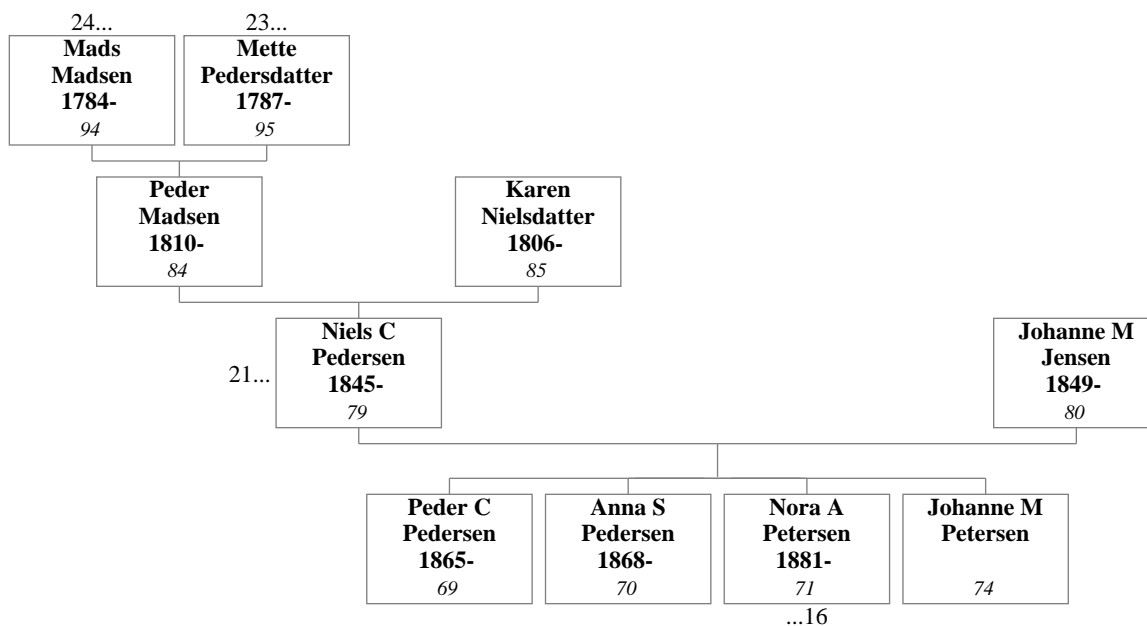 24...
23...
Mads
Madsen
1784-
94
Mette
Pedersdatter
1787-
95
Peder
Madsen
1810-
84
Karen
Nielsdatter
1806-
85
21...
Niels C
Pedersen
1845-
79
Johanne M
Jensen
1849-
80
Peder C
Pedersen
1865-
69
Anna S
Pedersen
1868-
70
Nora A
Petersen
1881-
71
...16
Johanne M
Petersen
74